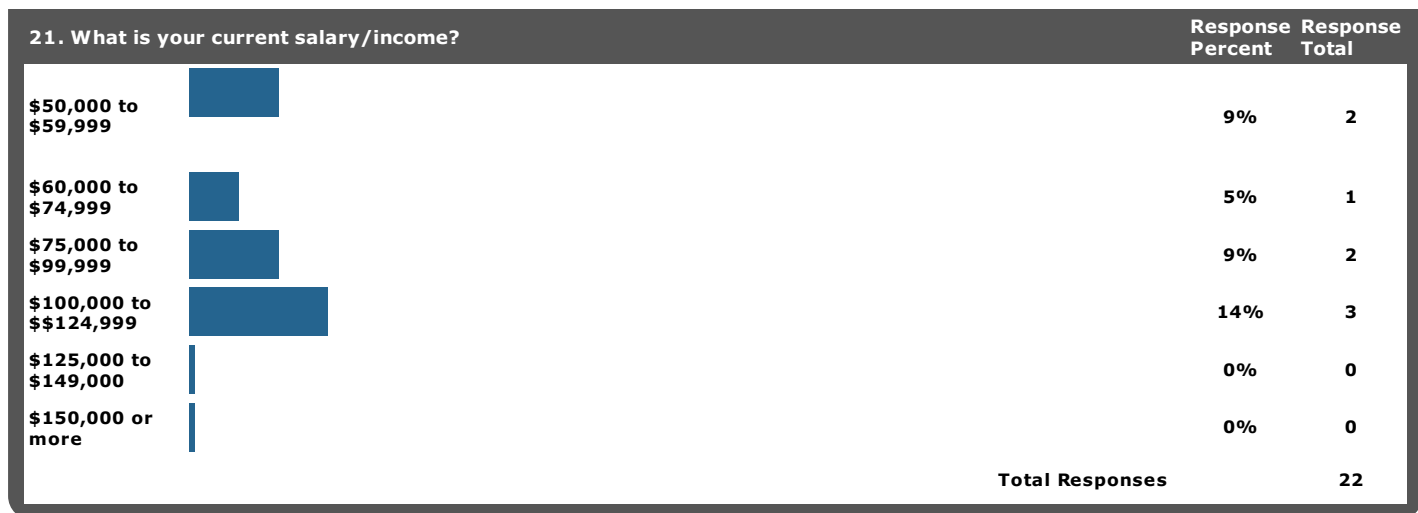 21. What is your current salary/income?
Response Percent
Response Total
$50,000 to
$59,999
9%
2
$60,000 to
$74,999
5%
1
$75,000 to
$99,999
9%
2
$100,000 to
$$124,999
14%
3
$125,000 to
$149,000
0%
0
$150,000 or
more
0%
0
Total Responses
22